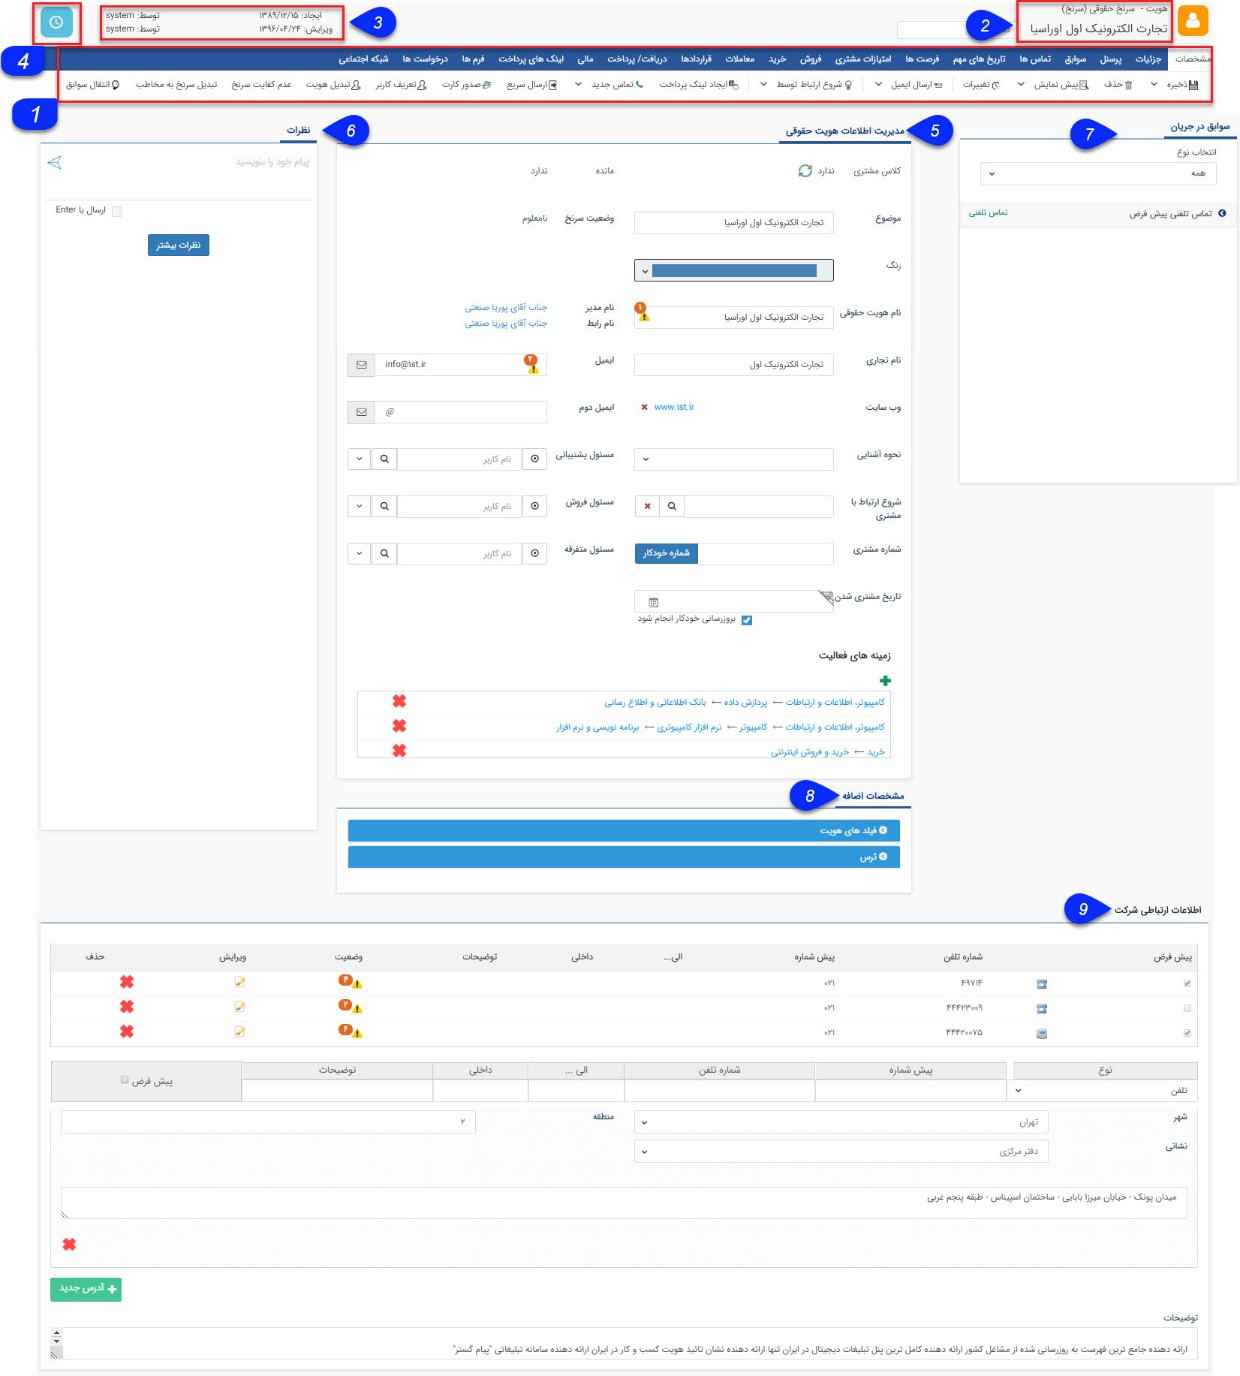 هویت - سرنخ حقوقی (سرنخ)
تجارت الکترونیک اول اوراسیا
2
ایجاد: ۱۳۸۹/۱۲/۱۵ توسط: system
ویرایش: ۱۳۹۶/۰۴/۲۴ توسط: system
3
4
مشخصات جزئیات پرسنل سوابق تماس ها تاریخ های مهم فرصت ها امتیازات مشتری فروش خرید معاملات قراردادها دریافت/ پرداخت مالی لینک های پرداخت فرم ها درخواست ها شبکه اجتماعی
ذخیره حذف پیش نمایش تغییرات ارسال ایمیل شروع ارتباط توسط ایجاد لینک پرداخت تماس جدید ارسال سریع صدور کارت تعریف کاربر تبدیل هویت عدم کفایت سرنخ تبدیل سرنخ به مخاطب انتقال سوابق
1
سوابق در جریان
7
انتخاب نوع
همه
تماس تلفنی پیش فرض تماس تلفنی
مدیریت اطلاعات هویت حقوقی
5
کلاس مشتری ندارد مانده ندارد
موضوع تجارت الکترونیک اول اوراسیا وضعیت سرنخ نامعلوم
رنگ
نام هویت حقوقی تجارت الکترونیک اول اوراسیا ۱ نام مدیر جناب آقای پوریا صنعتی
نام رابط جناب آقای پوریا صنعتی
نام تجاری تجارت الکترونیک اول ایمیل ۲ info@1st.ir
وب سایت www.1st.ir ایمیل دوم @
نحوه آشنایی مسئول پشتیبانی نام کاربر
شروع ارتباط با مشتری مسئول فروش نام کاربر
شماره مشتری شماره خودکار مسئول متفرقه نام کاربر
تاریخ مشتری شدن
بروزرسانی خودکار انجام شود
زمینه های فعالیت
کامپیوتر، اطلاعات و ارتباطات ← پردازش داده ← بانک اطلاعاتی و اطلاع رسانی
کامپیوتر، اطلاعات و ارتباطات ← کامپیوتر ← نرم افزار کامپیوتری ← برنامه نویسی و نرم افزار
خرید ← خرید و فروش اینترنتی
نظرات
6
پیام خود را بنویسید
ارسال با Enter
نظرات بیشتر
مشخصات اضافه
8
فیلد های هویت
ترس
اطلاعات ارتباطی شرکت
9
پیش فرض شماره تلفن پیش شماره الی... داخلی توضیحات وضعیت ویرایش حذف
۴۹۷۱۴ ۰۲۱
۴۴۴۲۳۰۰۹ ۰۲۱ ۲
۴۴۴۲۰۰۷۵ ۰۲۱
نوع پیش شماره شماره تلفن الی ... داخلی توضیحات پیش فرض
تلفن
شهر تهران منطقه ۲
نشانی دفتر مرکزی
میدان پونک - خیابان میرزا بابایی - ساختمان اسپیناس - طبقه پنجم غربی
آدرس جدید
توضیحات
ارائه دهنده جامع ترین فهرست به روزرسانی شده از مشاغل کشور ارائه دهنده کامل ترین پنل تبلیغات دیجیتال در ایران تنها ارائه دهنده نشان تائید هویت کسب و کار در ایران ارائه دهنده سامانه تبلیغاتی "پیام گستر"